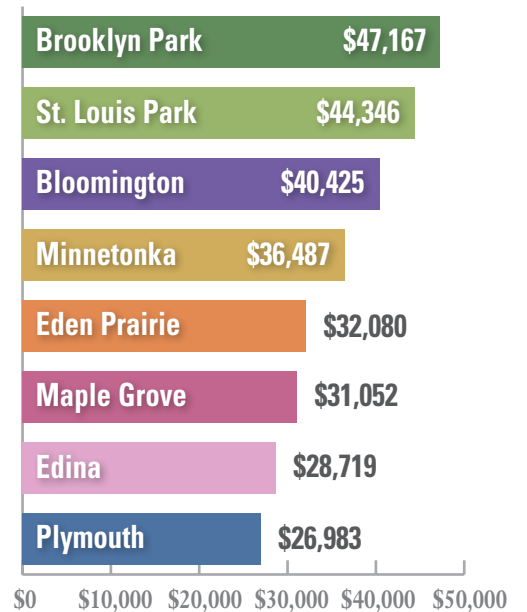 Brooklyn Park $47,167
St. Louis Park $44,346
Bloomington $40,425
Minnetonka $36,487
Eden Prairie $32,080
Maple Grove $31,052
Edina $28,719
Plymouth $26,983
$0 $10,000 $20,000 $30,000 $40,000 $50,000